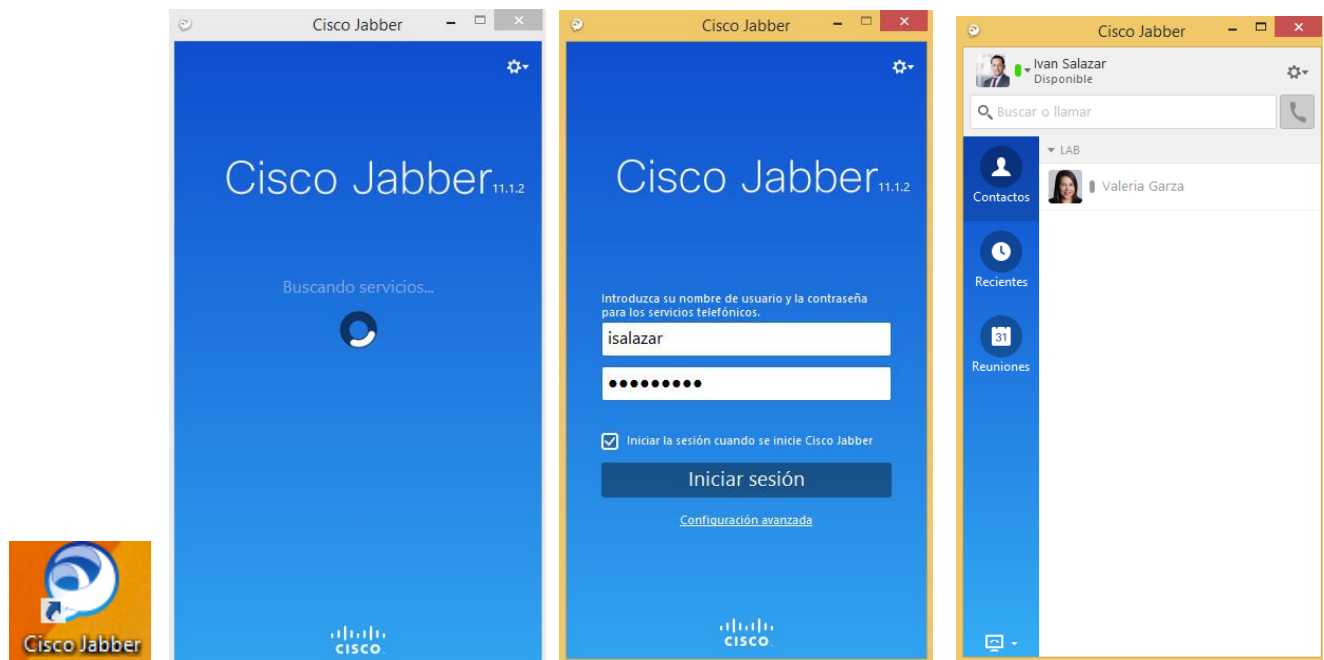 Cisco Jabber
Cisco Jabber
Cisco Jabber 11.1.2
Buscando servicios...
CISCO
Cisco Jabber
Cisco Jabber 11.1.2
Introduzca su nombre de usuario y la contraseña
para los servicios telefónicos.
isalazar
●●●●●●●●●
Iniciar la sesión cuando se inicie Cisco Jabber
Iniciar sesión
Configuración avanzada
CISCO
Cisco Jabber
Ivan Salazar
Disponible
Buscar o llamar
LAB
Contactos
Valeria Garza
Recientes
31
Reuniones